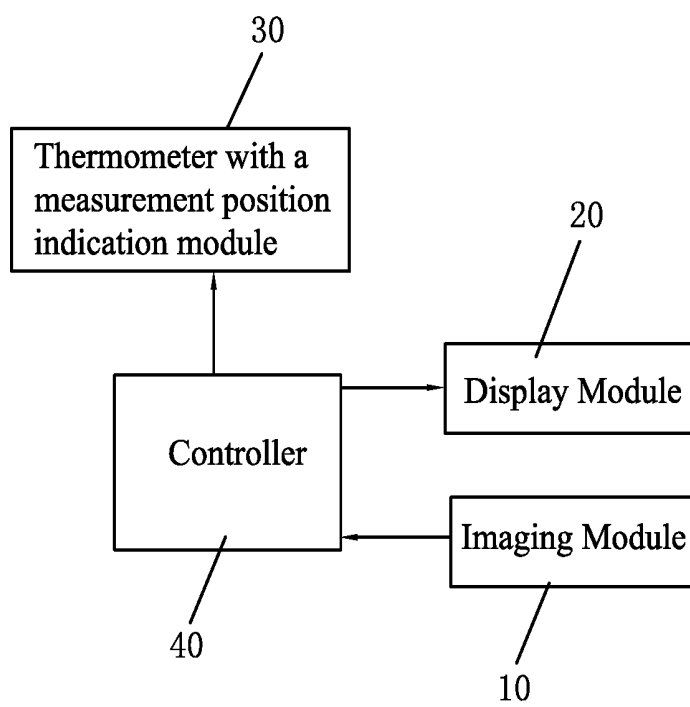 30
Thermometer with a
measurement position
indication module
20
Display Module
Controller
Imaging Module
40
10